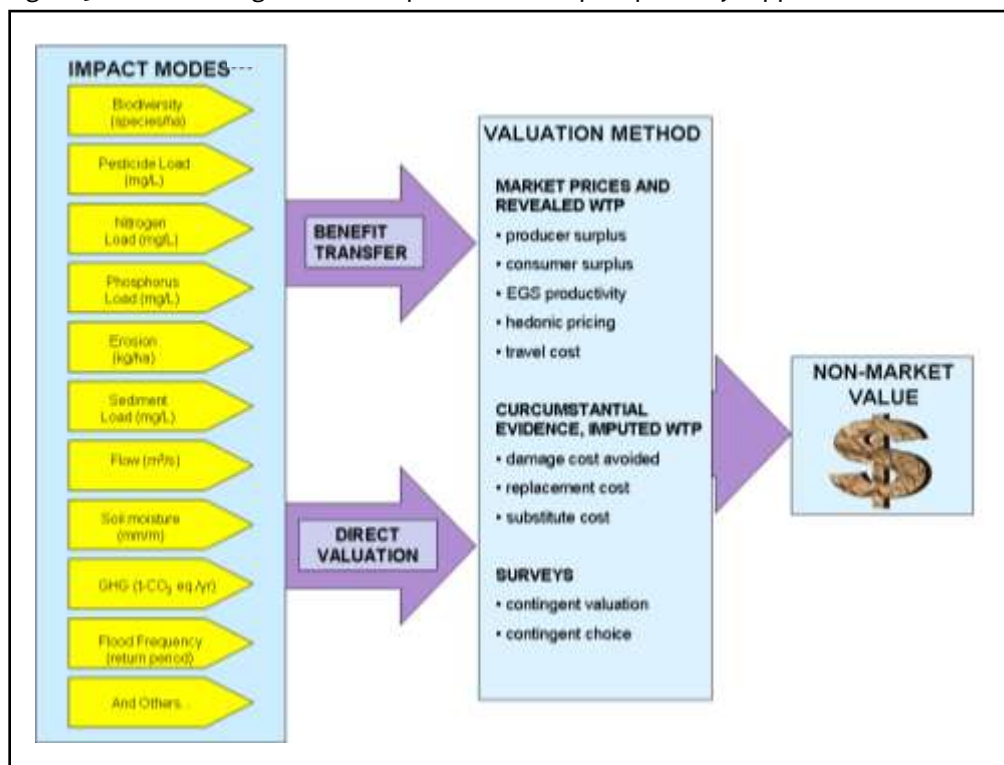 IMPACT MODES---
Biodiversity
(species/ha)
Pesticide Load
(mg/L)
Nitrogen
Load (mg/L)
Phosphorus
Load (mg/L)
Erosion
(kg/ha)
Sediment
Load (mg/L)
Flow (m³/s)
Soil moisture
(mm/m)
GHG (t-CO₂ eq./yr)
Flood Frequency
(return period)
And Others...
BENEFIT
TRANSFER
DIRECT
VALUATION
VALUATION METHOD
MARKET PRICES AND
REVEALED WTP
• producer surplus
• consumer surplus
• EGS productivity
• hedonic pricing
• travel cost
CURCUMSTANTIAL
EVIDENCE, IMPUTED WTP
• damage cost avoided
• replacement cost
• substitute cost
SURVEYS
• contingent valuation
• contingent choice
NON-MARKET
VALUE
$